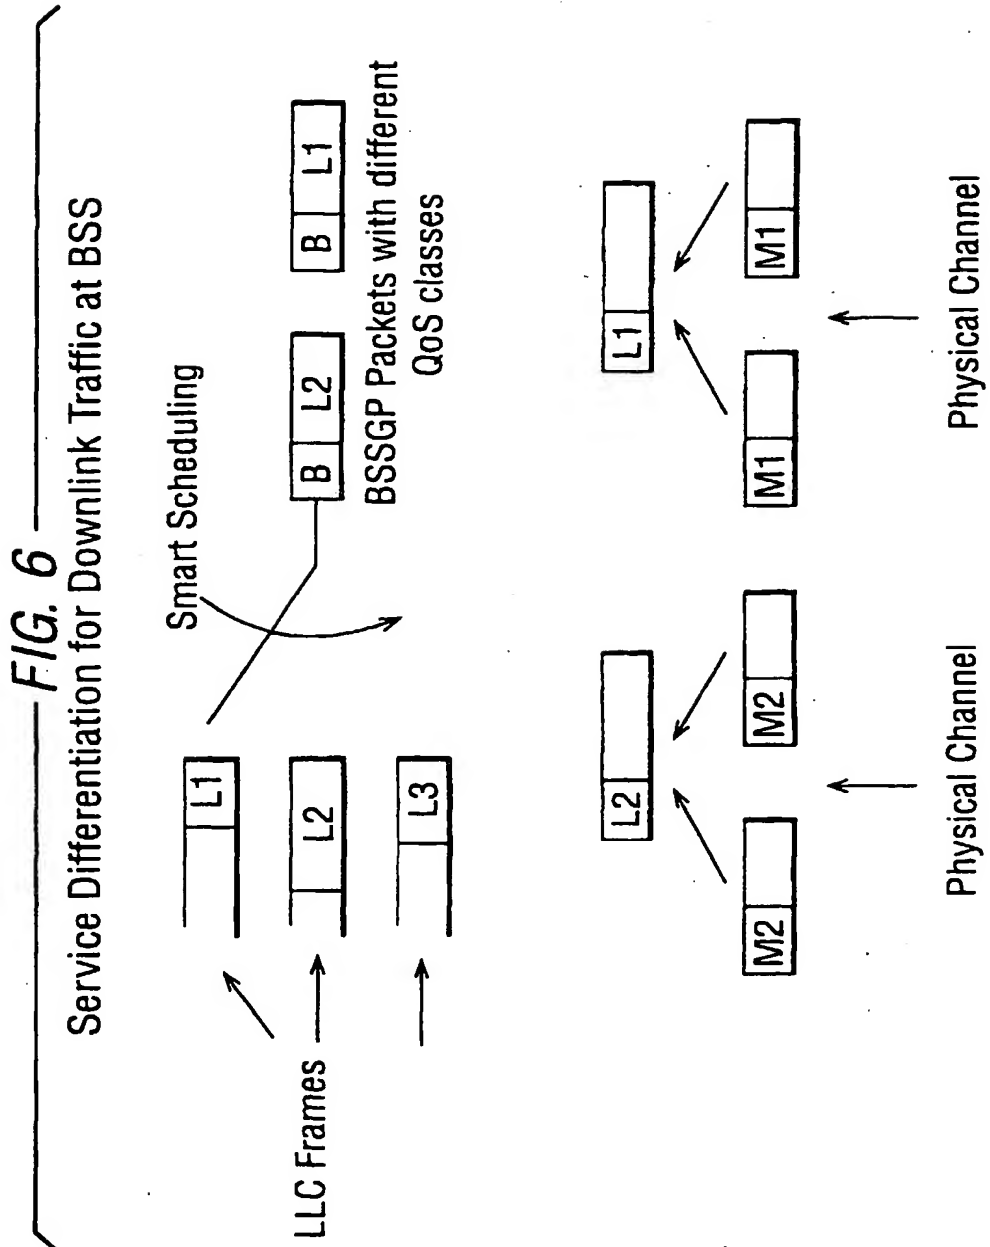 FIG. 6
Service Differentiation for Downlink Traffic at BSS
Smart Scheduling
LLC Frames
L1
L2
L3
B L2
B L1
BSSGP Packets with different
QoS classes
L2
L1
M2
M2
M1
M1
Physical Channel
Physical Channel